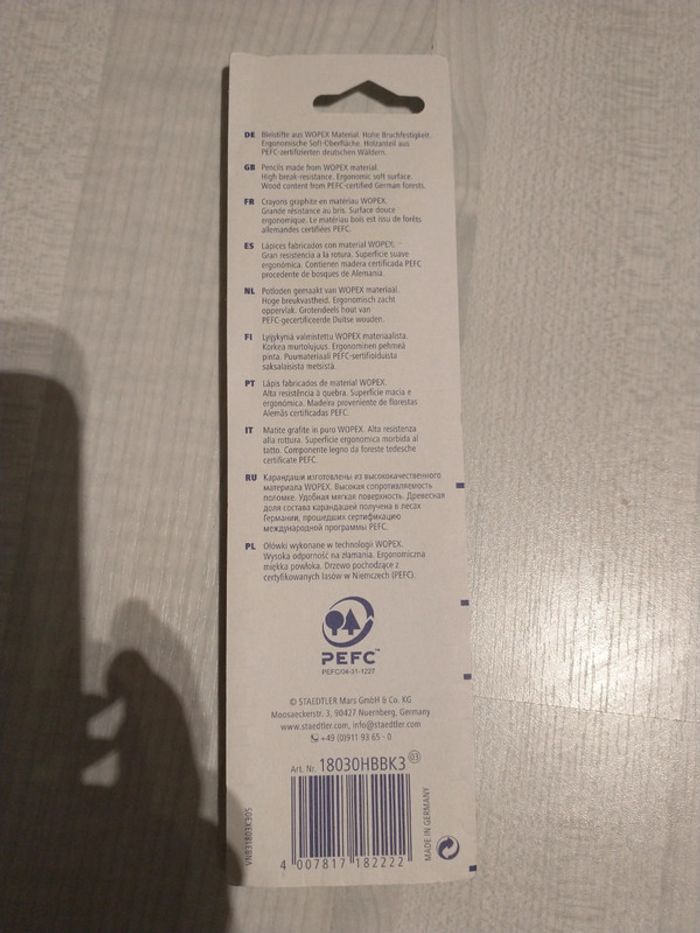 DE Bleistifte aus WOPEX Material. Hohe Bruchfestigkeit.
Ergonomische Soft-Oberfläche. Holzanteil aus
PEFC-zertifizierten deutschen Wäldern.
GB Pencils made from WOPEX material.
High break-resistance. Ergonomic soft surface.
Wood content from PEFC-certified German forests.
FR Crayons graphite en matériau WOPEX.
Grande résistance au bris. Surface douce
ergonomique. Le matériau bois est issu de forêts
allemandes certifiées PEFC.
ES Lápices fabricados con material WOPEX.
Gran resistencia a la rotura. Superficie suave
ergonómica. Contienen madera certificada PEFC
procedente de bosques de Alemania.
NL Potloden gemaakt van WOPEX materiaal.
Hoge breukvastheid. Ergonomisch zacht
oppervlak. Grotendeels hout van
PEFC-gecertificeerde Duitse wouden.
FI Lyijykyniä valmistettu WOPEX materiaalista.
Korkea murtolujuus. Ergonominen pehmeä
pinta. Puumateriaali PEFC-sertifioiduista
saksalaisista metsistä.
PT Lápis fabricados de material WOPEX.
Alta resistência à quebra. Superfície macia e
ergonómica. Madeira proveniente de florestas
Alemãs certificadas PEFC.
IT Matite grafite in puro WOPEX. Alta resistenza
alla rottura. Superficie ergonomica morbida al
tatto. Componente legno da foreste tedesche
certificate PEFC.
RU Карандаши изготовлены из высококачественного
материала WOPEX. Высокая сопротивляемость
поломке. Удобная мягкая поверхность. Древесная
доля состава карандашей получена в лесах
Германии, прошедших сертификацию
международной программы PEFC.
PL Ołówki wykonane w technologii WOPEX.
Wysoka odporność na złamania. Ergonomiczna
miękka powłoka. Drzewo pochodzące z
certyfikowanych lasów w Niemczech (PEFC).
PEFC™
PEFC/04-31-1227
© STAEDTLER Mars GmbH & Co. KG
Moosaeckerstr. 3, 90427 Nuernberg, Germany
www.staedtler.com, info@staedtler.com
+49 (0)911 93 65 - 0
Art. Nr. 18030HBBK3 03
VNB31803K305
MADE IN GERMANY
4 007817 182222